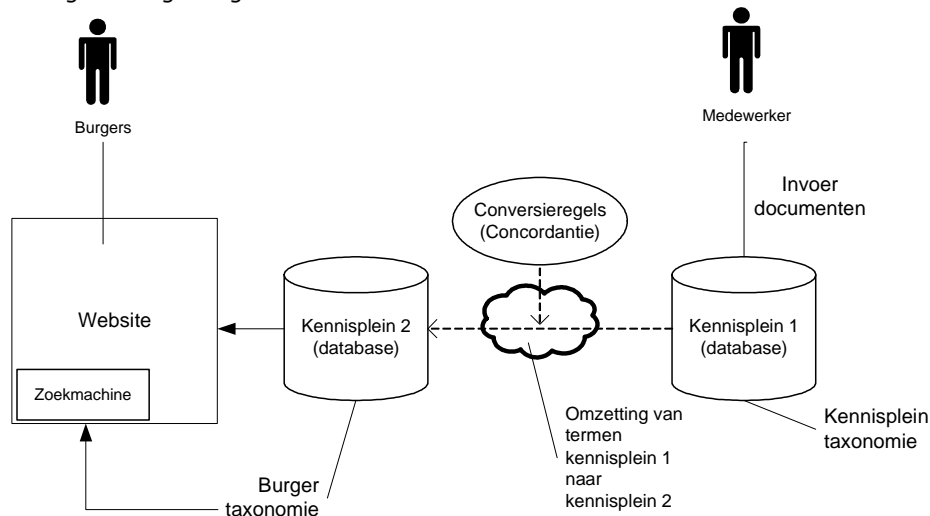 Burgers
Medewerker
Invoer
documenten
Conversieregels
(Concordantie)
Website
Kennisplein 2
(database)
Kennisplein 1
(database)
Zoekmachine
Omzetting van
termen
kennisplein 1
naar
kennisplein 2
Kennisplein
taxonomie
Burger
taxonomie